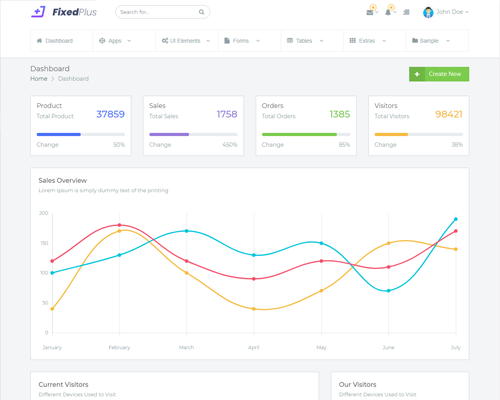 FixedPlus
Search for...
John Doe
Dashboard Apps UI Elements Forms Tables Extras Sample
Dashboard
Home > Dashboard
+ Create Now
Product
Total Product 37859
Change 50%
Sales
Total Sales 1758
Change 450%
Orders
Total Orders 1385
Change 85%
Visitors
Total Visitors 98421
Change 38%
Sales Overview
Lorem Ipsum is simply dummy text of the printing
200
150
100
50
0
January February March April May June July
Current Visitors
Different Devices Used to Visit
Our Visitors
Different Devices Used to Visit